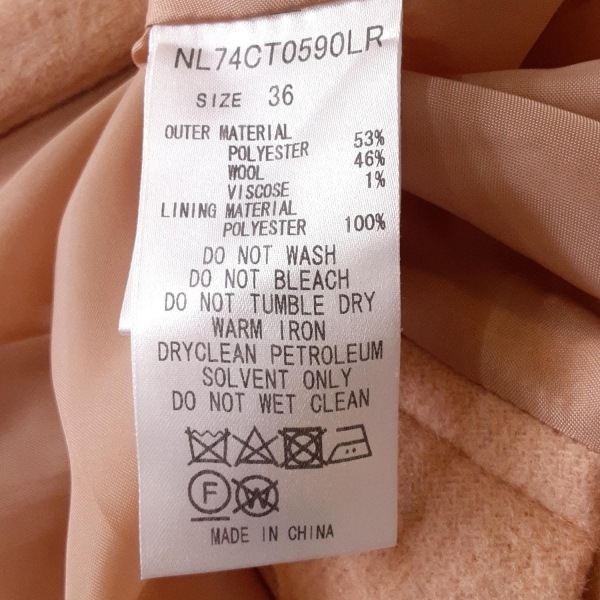 NL74CT0590LR
SIZE 36
OUTER MATERIAL
POLYESTER 53%
WOOL 46%
VISCOSE 1%
LINING MATERIAL
POLYESTER 100%
DO NOT WASH
DO NOT BLEACH
DO NOT TUMBLE DRY
WARM IRON
DRYCLEAN PETROLEUM
SOLVENT ONLY
DO NOT WET CLEAN
F W
MADE IN CHINA